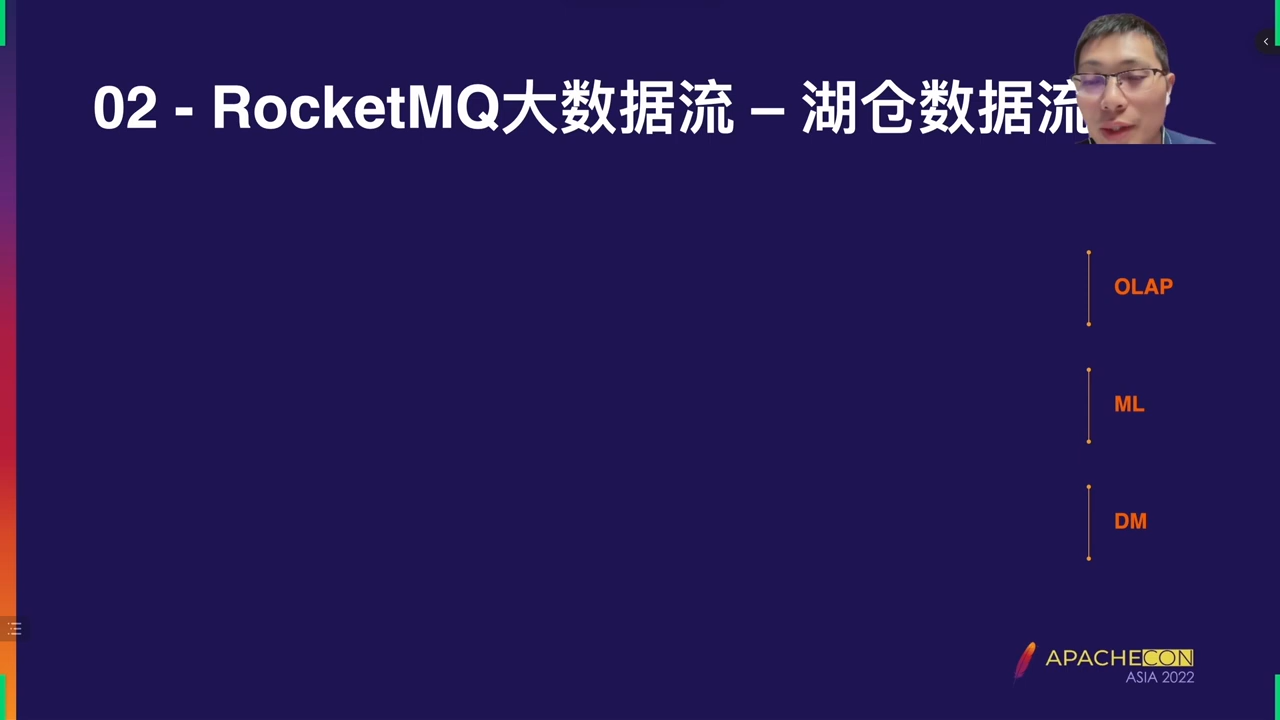 02 - RocketMQ大数据流 – 湖仓数据流
OLAP
ML
DM
APACHECON
ASIA 2022